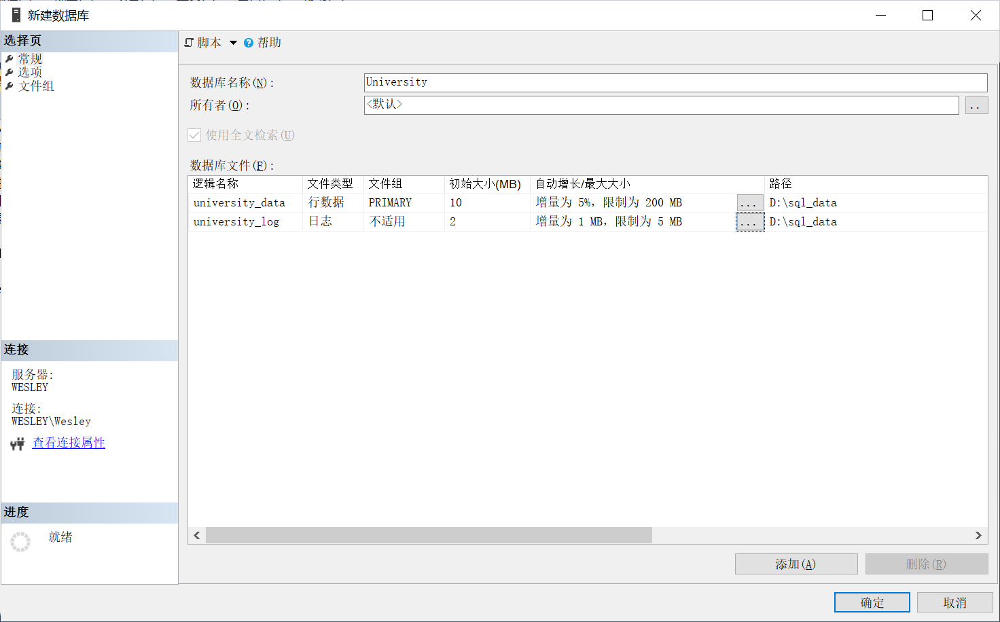 新建数据库
选择页
常规
选项
文件组
脚本 帮助
数据库名称(N):
University
所有者(O):
<默认>
..
使用全文检索(U)
数据库文件(F):
逻辑名称 文件类型 文件组 初始大小(MB) 自动增长/最大大小 路径
university_data 行数据 PRIMARY 10 增量为 5%，限制为 200 MB ... D:\sql_data
university_log 日志 不适用 2 增量为 1 MB，限制为 5 MB ... D:\sql_data
连接
服务器:
WESLEY
连接:
WESLEY\Wesley
查看连接属性
进度
就绪
添加(A) 删除(R)
确定 取消